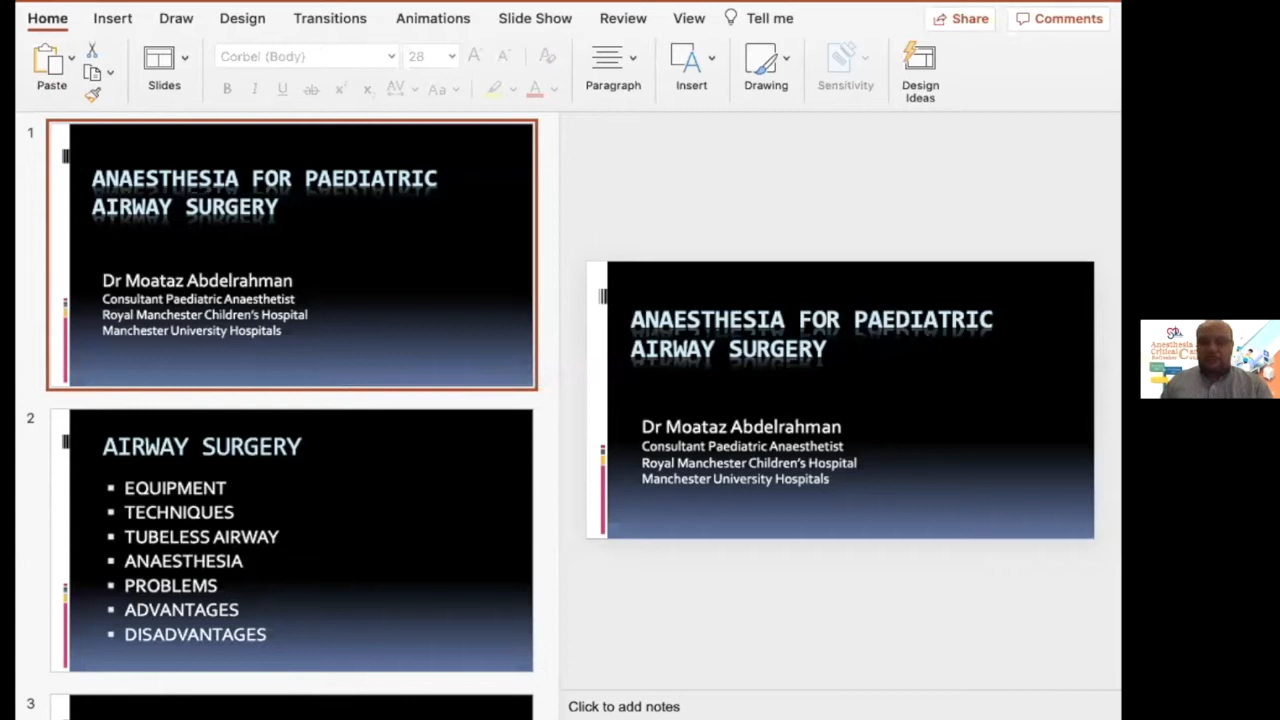 Home Insert Draw Design Transitions Animations Slide Show Review View Tell me Share Comments
Corbel (Body) 28
Paste Slides Paragraph Insert Drawing Sensitivity Design
Ideas
1
ANAESTHESIA FOR PAEDIATRIC
AIRWAY SURGERY
Dr Moataz Abdelrahman
Consultant Paediatric Anaesthetist
Royal Manchester Children's Hospital
Manchester University Hospitals
2
AIRWAY SURGERY
▪ EQUIPMENT
▪ TECHNIQUES
▪ TUBELESS AIRWAY
▪ ANAESTHESIA
▪ PROBLEMS
▪ ADVANTAGES
▪ DISADVANTAGES
3
ANAESTHESIA FOR PAEDIATRIC
AIRWAY SURGERY
Dr Moataz Abdelrahman
Consultant Paediatric Anaesthetist
Royal Manchester Children's Hospital
Manchester University Hospitals
Click to add notes
Anesthesia
Critical